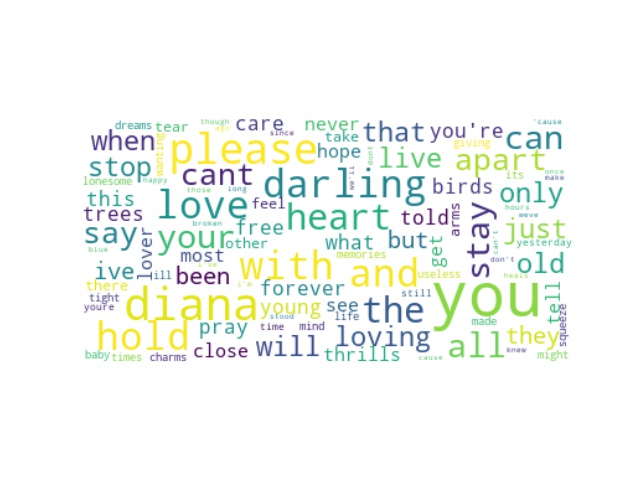 dreams tear though ago since care never take that you're 'cause
when wanting please hope dont giving can
stop cant we'll live apart
lonesome happy darling birds its once make
this those long love heart told arms only hours weve
trees feel
say lover broken your free what but get stay can't just yesterday
blue other most memories don't old
ive ill been with i'm and useless heals
there forever still you tell
tight diana young see life the squeeze
youre stood made
hold pray time mind loving all they
close will knew
baby times charms thrills cause might
i've